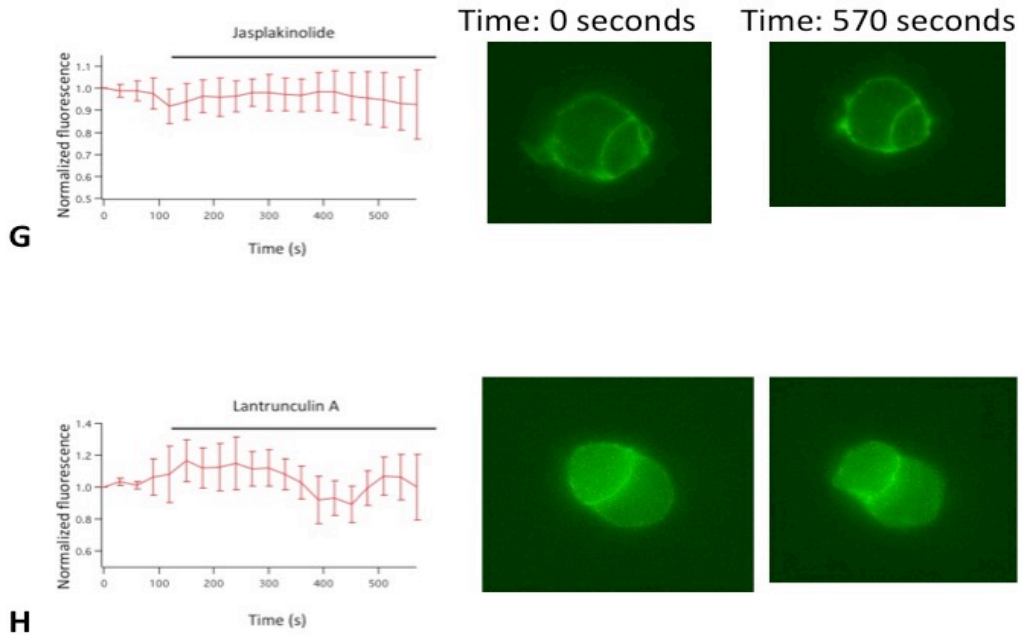 Time: 0 seconds
Time: 570 seconds
Jasplakinolide
Normalized fluorescence
1.1
1.0
0.9
0.8
0.7
0.6
0.5
0 100 200 300 400 500
Time (s)
G
Lantrunculin A
Normalized fluorescence
1.4
1.2
1.0
0.8
0.6
0 100 200 300 400 500
Time (s)
H